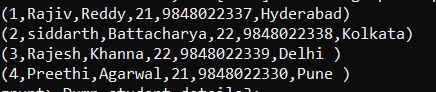 (1,Rajiv,Reddy,21,9848022337,Hyderabad)
(2,siddarth,Battacharya,22,9848022338,Kolkata)
(3,Rajesh,Khanna,22,9848022339,Delhi )
(4,Preethi,Agarwal,21,9848022330,Pune )